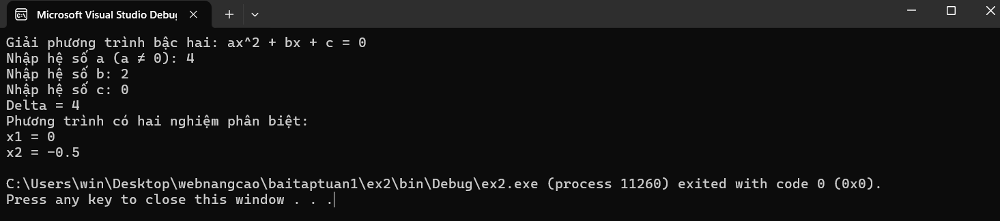 Microsoft Visual Studio Debug
Giải phương trình bậc hai: ax^2 + bx + c = 0
Nhập hệ số a (a ≠ 0): 4
Nhập hệ số b: 2
Nhập hệ số c: 0
Delta = 4
Phương trình có hai nghiệm phân biệt:
x1 = 0
x2 = -0.5
C:\Users\win\Desktop\webnangcao\baitaptuan1\ex2\bin\Debug\ex2.exe (process 11260) exited with code 0 (0x0).
Press any key to close this window . . .